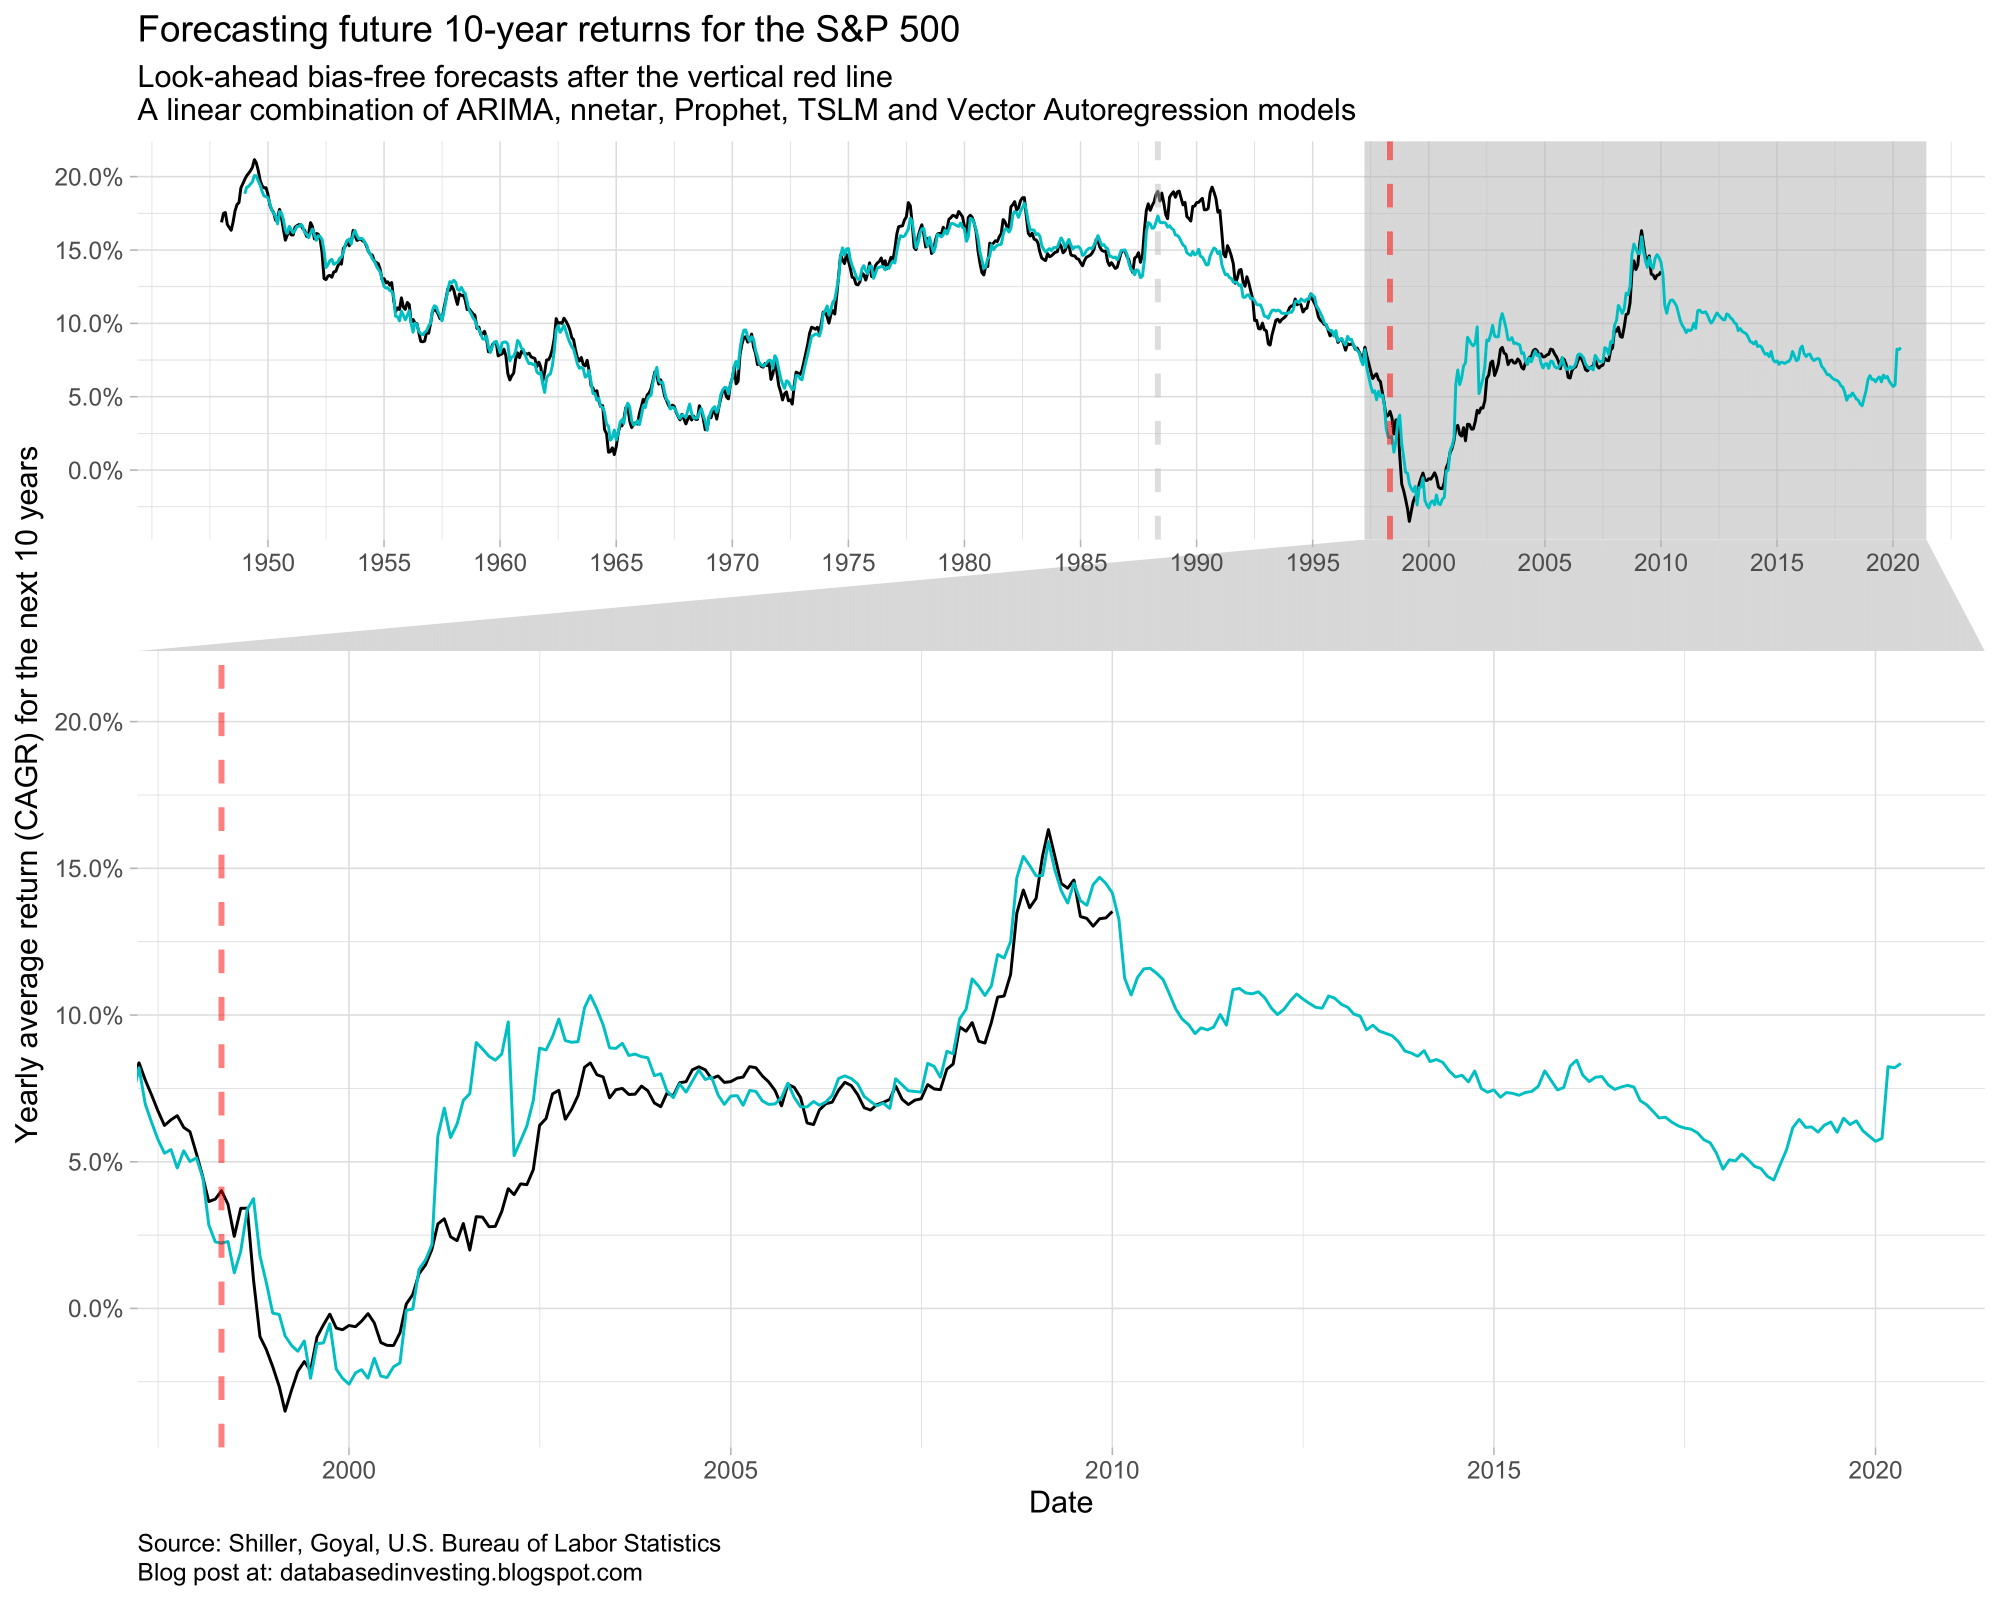 Forecasting future 10-year returns for the S&P 500
Look-ahead bias-free forecasts after the vertical red line
A linear combination of ARIMA, nnetar, Prophet, TSLM and Vector Autoregression models
Yearly average return (CAGR) for the next 10 years
20.0%
15.0%
10.0%
5.0%
0.0%
1950 1955 1960 1965 1970 1975 1980 1985 1990 1995 2000 2005 2010 2015 2020
20.0%
15.0%
10.0%
5.0%
0.0%
2000 2005 2010 2015 2020
Date
Source: Shiller, Goyal, U.S. Bureau of Labor Statistics
Blog post at: databasedinvesting.blogspot.com